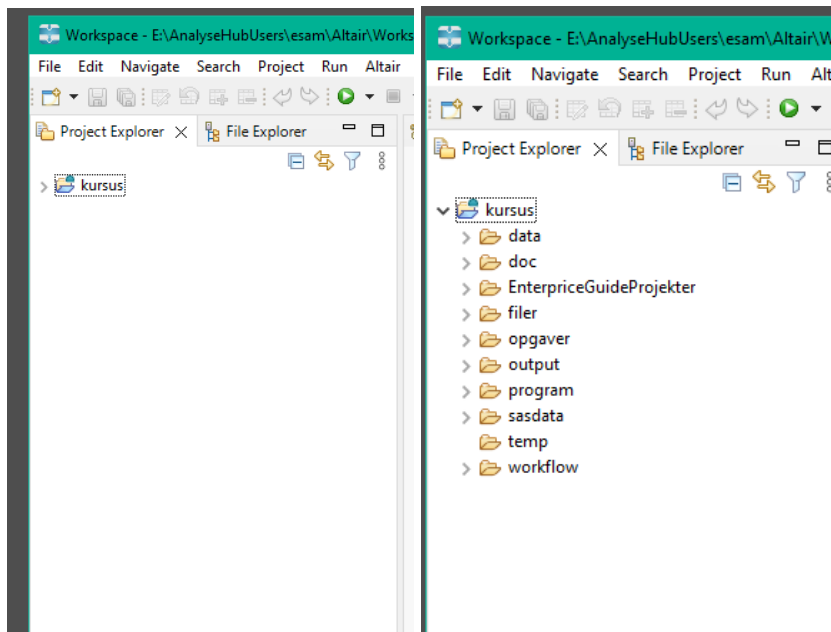 Workspace - E:\AnalyseHubUsers\esam\Altair\Works
File Edit Navigate Search Project Run Altair
Project Explorer File Explorer
kursus
Workspace - E:\AnalyseHubUsers\esam\Altair\W
File Edit Navigate Search Project Run Alt
Project Explorer File Explorer
kursus
data
doc
EnterpriceGuideProjekter
filer
opgaver
output
program
sasdata
temp
workflow